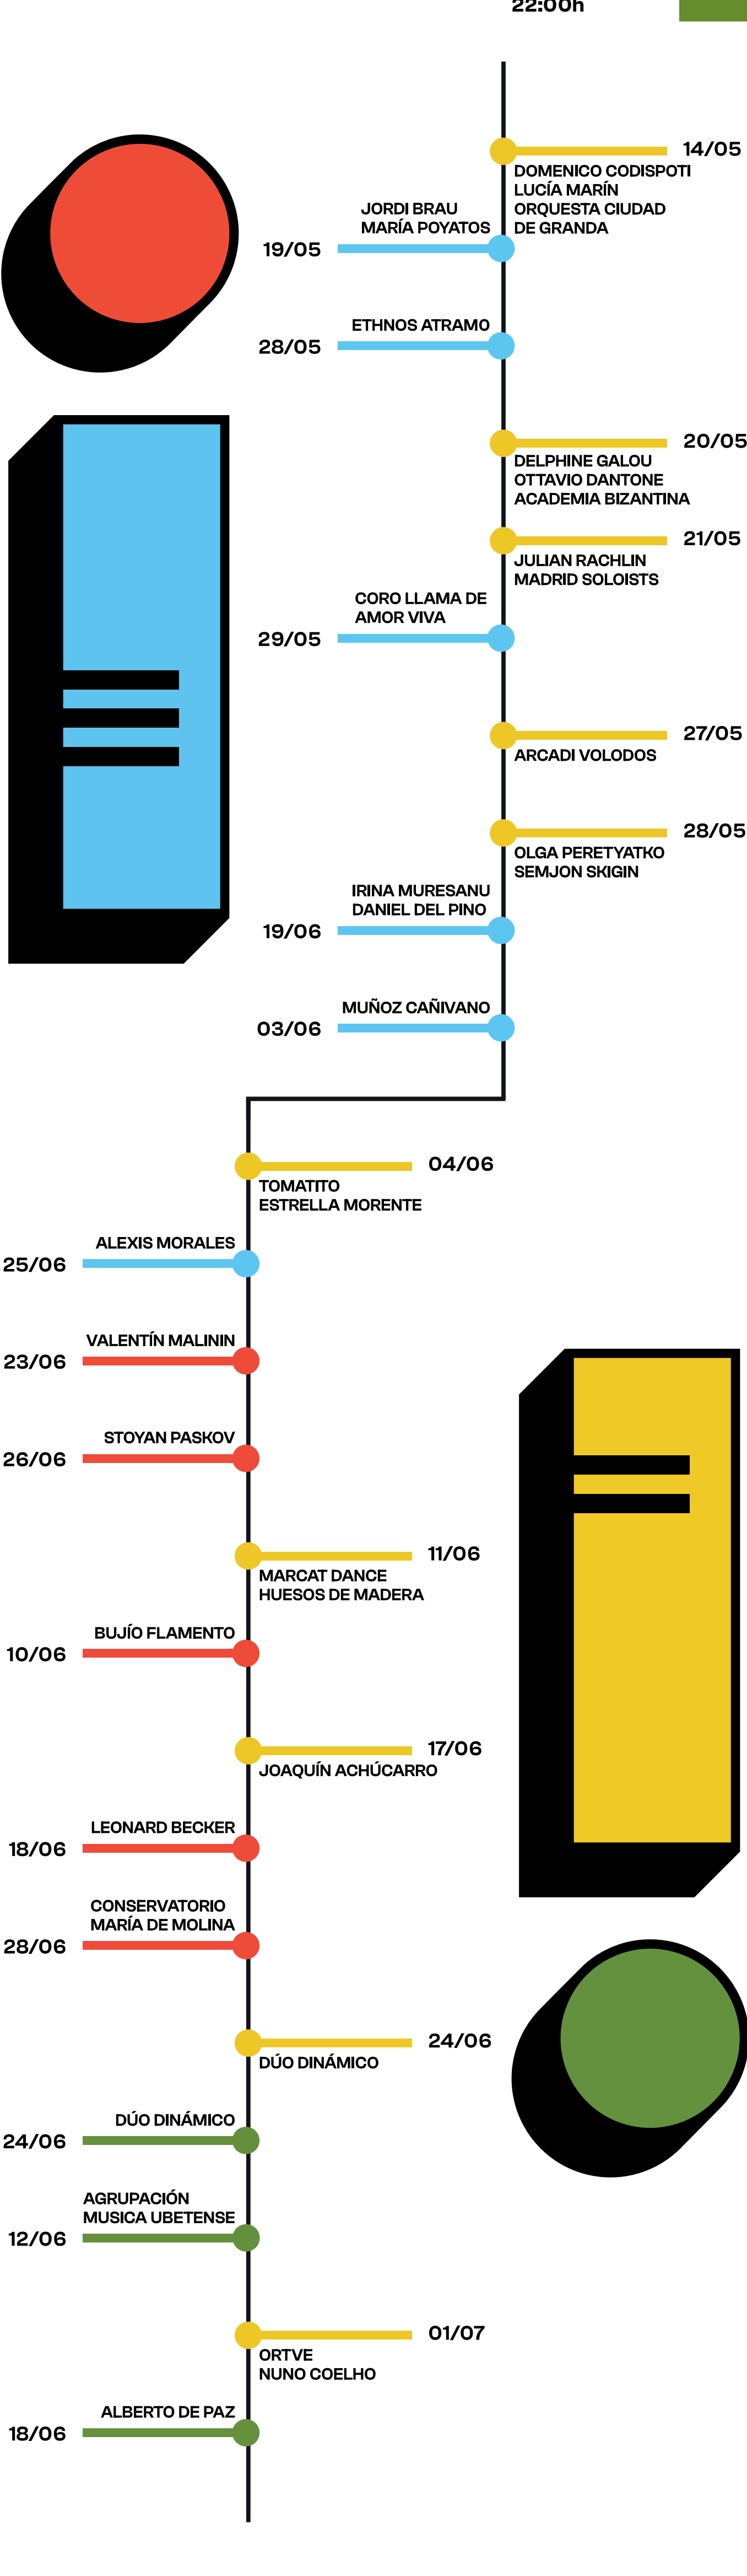 22:00h
14/05
DOMENICO CODISPOTI
LUCÍA MARÍN
ORQUESTA CIUDAD
DE GRANDA
JORDI BRAU
MARÍA POYATOS
19/05
ETHNOS ATRAMO
28/05
20/05
DELPHINE GALOU
OTTAVIO DANTONE
ACADEMIA BIZANTINA
21/05
JULIAN RACHLIN
MADRID SOLOISTS
CORO LLAMA DE
AMOR VIVA
29/05
27/05
ARCADI VOLODOS
28/05
OLGA PERETYATKO
SEMJON SKIGIN
IRINA MURESANU
DANIEL DEL PINO
19/06
MUÑOZ CAÑIVANO
03/06
04/06
TOMATITO
ESTRELLA MORENTE
ALEXIS MORALES
25/06
VALENTÍN MALININ
23/06
STOYAN PASKOV
26/06
11/06
MARCAT DANCE
HUESOS DE MADERA
BUJÍO FLAMENTO
10/06
17/06
JOAQUÍN ACHÚCARRO
LEONARD BECKER
18/06
CONSERVATORIO
MARÍA DE MOLINA
28/06
24/06
DÚO DINÁMICO
DÚO DINÁMICO
24/06
AGRUPACIÓN
MUSICA UBETENSE
12/06
01/07
ORTVE
NUNO COELHO
ALBERTO DE PAZ
18/06